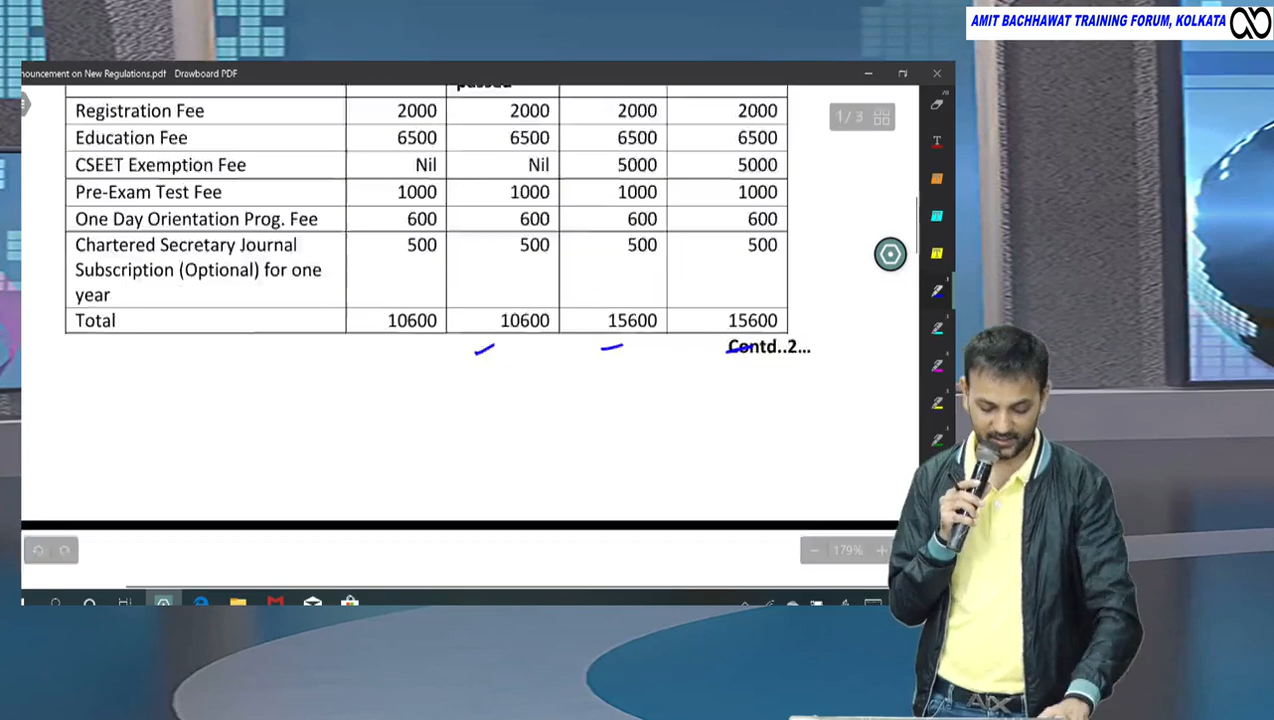 AMIT BACHHAWAT TRAINING FORUM, KOLKATA
nouncement on New Regulations.pdf Drawboard PDF
passed
Registration Fee 2000 2000 2000 2000
Education Fee 6500 6500 6500 6500
CSEET Exemption Fee Nil Nil 5000 5000
Pre-Exam Test Fee 1000 1000 1000 1000
One Day Orientation Prog. Fee 600 600 600 600
Chartered Secretary Journal 500 500 500 500
Subscription (Optional) for one
year
Total 10600 10600 15600 15600
Contd..2...
1/3
179%